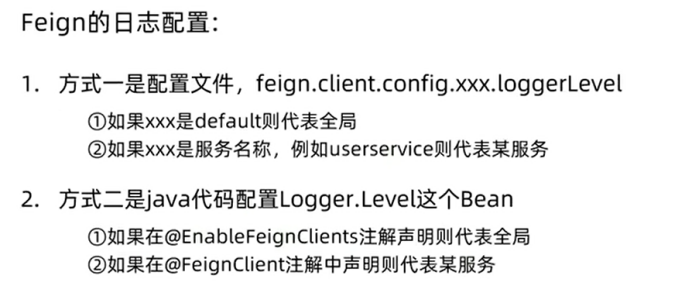 Feign的日志配置：
1. 方式一是配置文件，feign.client.config.xxx.loggerLevel
①如果xxx是default则代表全局
②如果xxx是服务名称，例如userservice则代表某服务
2. 方式二是java代码配置Logger.Level这个Bean
①如果在@EnableFeignClients注解声明则代表全局
②如果在@FeignClient注解中声明则代表某服务